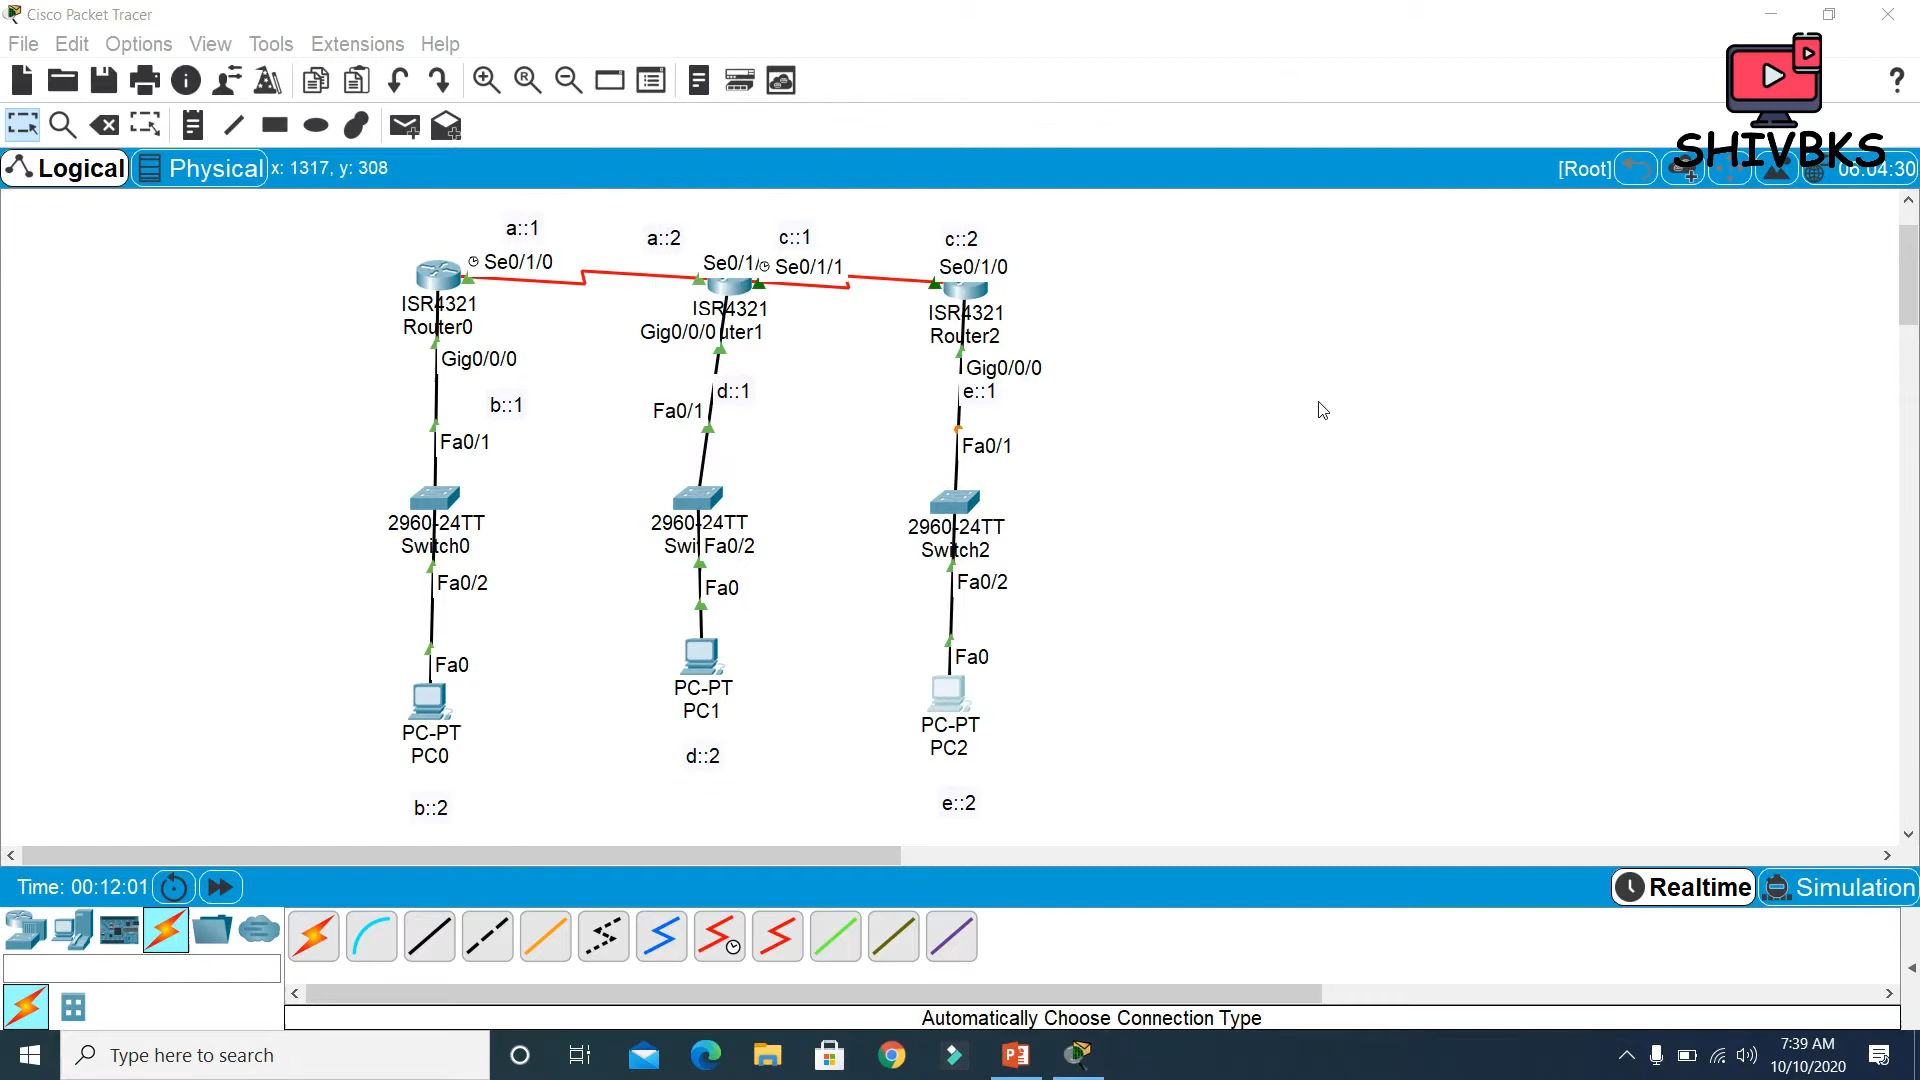 Cisco Packet Tracer
File Edit Options View Tools Extensions Help
SHIVBKS
Logical Physical x: 1317, y: 308 [Root] 06:04:30
a::1
a::2
c::1
c::2
Se0/1/0
Se0/1/
Se0/1/1
Se0/1/0
ISR4321
Router0
ISR4321
Gig0/0/0 uter1
ISR4321
Router2
Gig0/0/0
Gig0/0/0
b::1
d::1
e::1
Fa0/1
Fa0/1
Fa0/1
2960-24TT
Switch0
2960-24TT
Swi Fa0/2
2960-24TT
Switch2
Fa0/2
Fa0
Fa0/2
Fa0
Fa0
PC-PT
PC0
PC-PT
PC1
PC-PT
PC2
b::2
d::2
e::2
Time: 00:12:01 Realtime Simulation
Automatically Choose Connection Type
Type here to search
7:39 AM
10/10/2020